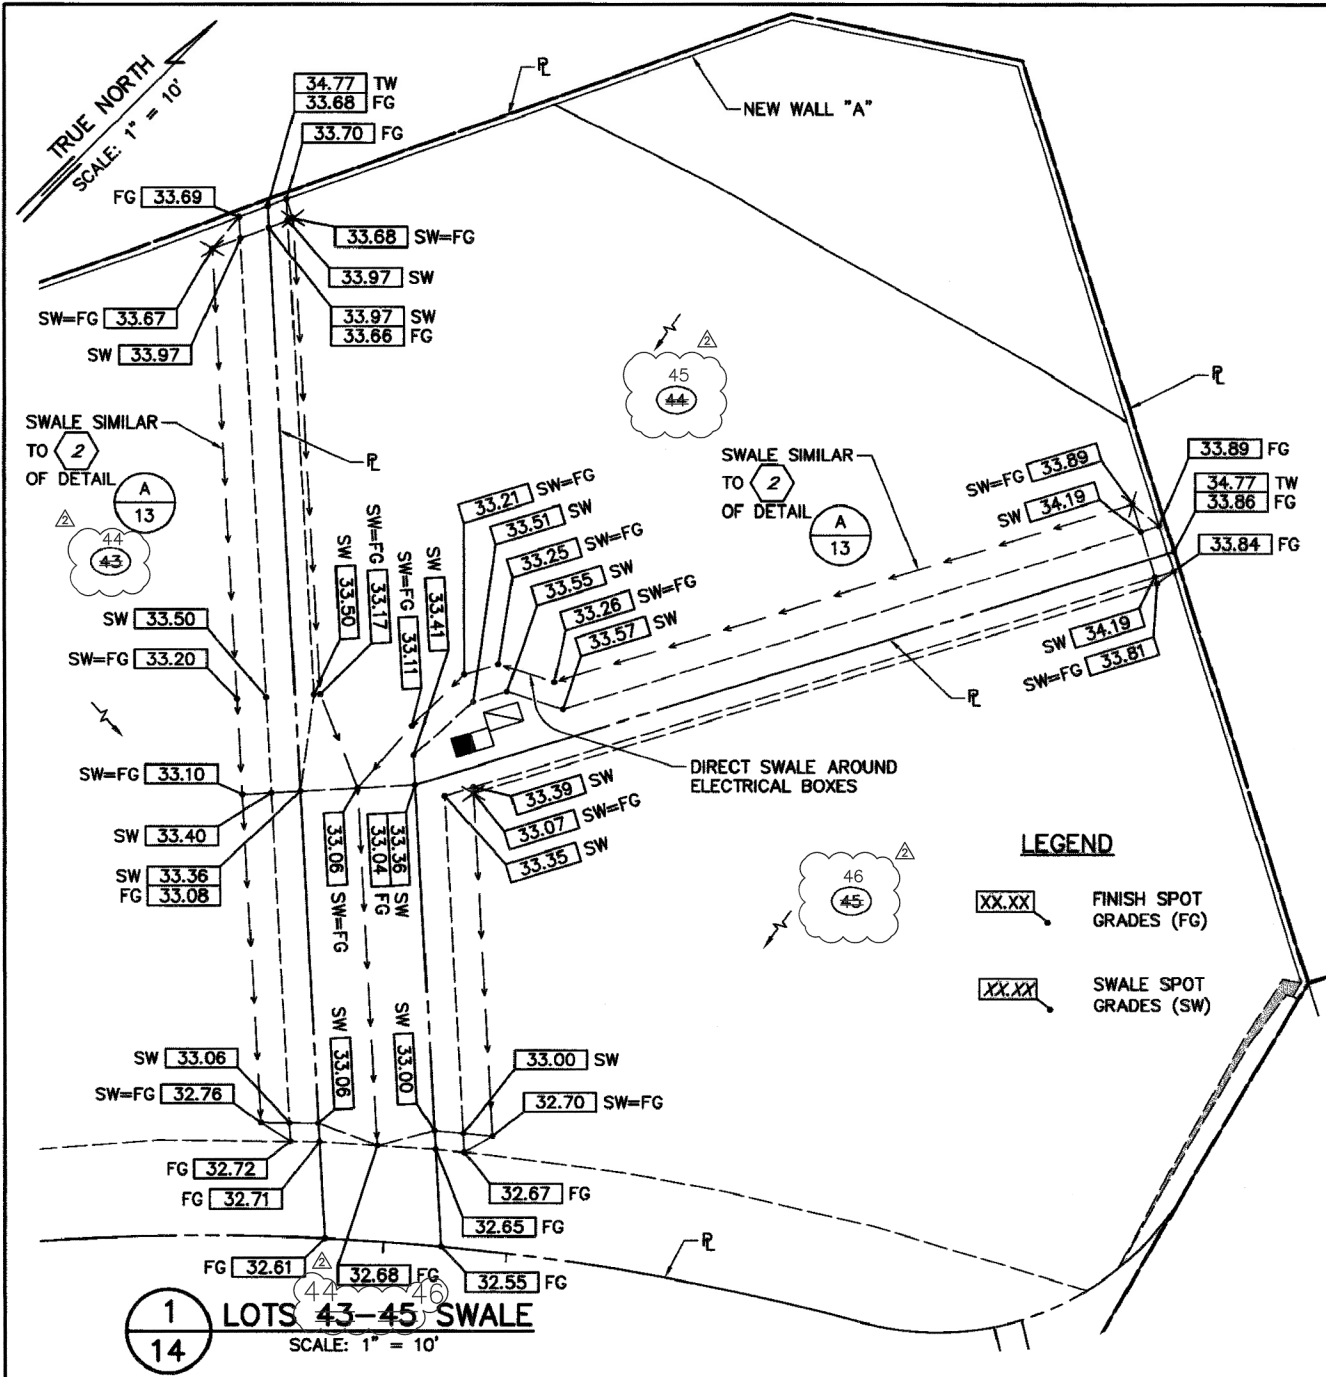 TRUE NORTH
SCALE: 1" = 10'
34.77 TW
33.68 FG
33.70 FG
FG 33.69
33.68 SW=FG
33.97 SW
33.97 SW
33.66 FG
SW=FG 33.67
SW 33.97
PL
NEW WALL "A"
2
45
44
PL
SWALE SIMILAR
TO 2
OF DETAIL
A
13
2
44
43
PL
SWALE SIMILAR
TO 2
OF DETAIL
A
13
SW=FG 33.89
33.89 FG
34.77 TW
33.86 FG
SW 34.19
33.84 FG
SW 34.19
SW=FG 33.81
33.21 SW=FG
33.51 SW
33.25 SW=FG
33.55 SW
33.26 SW=FG
33.57 SW
SW 33.50
SW=FG 33.17
SW=FG 33.11
SW 33.41
SW 33.50
SW=FG 33.20
PL
SW=FG 33.10
SW 33.40
SW 33.36
FG 33.08
DIRECT SWALE AROUND
ELECTRICAL BOXES
33.39 SW
33.07 SW=FG
33.35 SW
33.06 SW=FG
33.36 SW
33.04 FG
2
46
45
LEGEND
XX.XX FINISH SPOT
GRADES (FG)
XX.XX SWALE SPOT
GRADES (SW)
SW 33.06
SW=FG 32.76
SW 33.06
SW 33.00
33.00 SW
32.70 SW=FG
FG 32.72
FG 32.71
32.67 FG
32.65 FG
PL
FG 32.61
2
32.68 FG
32.55 FG
44 46
1
14
LOTS 43-45 SWALE
SCALE: 1" = 10'